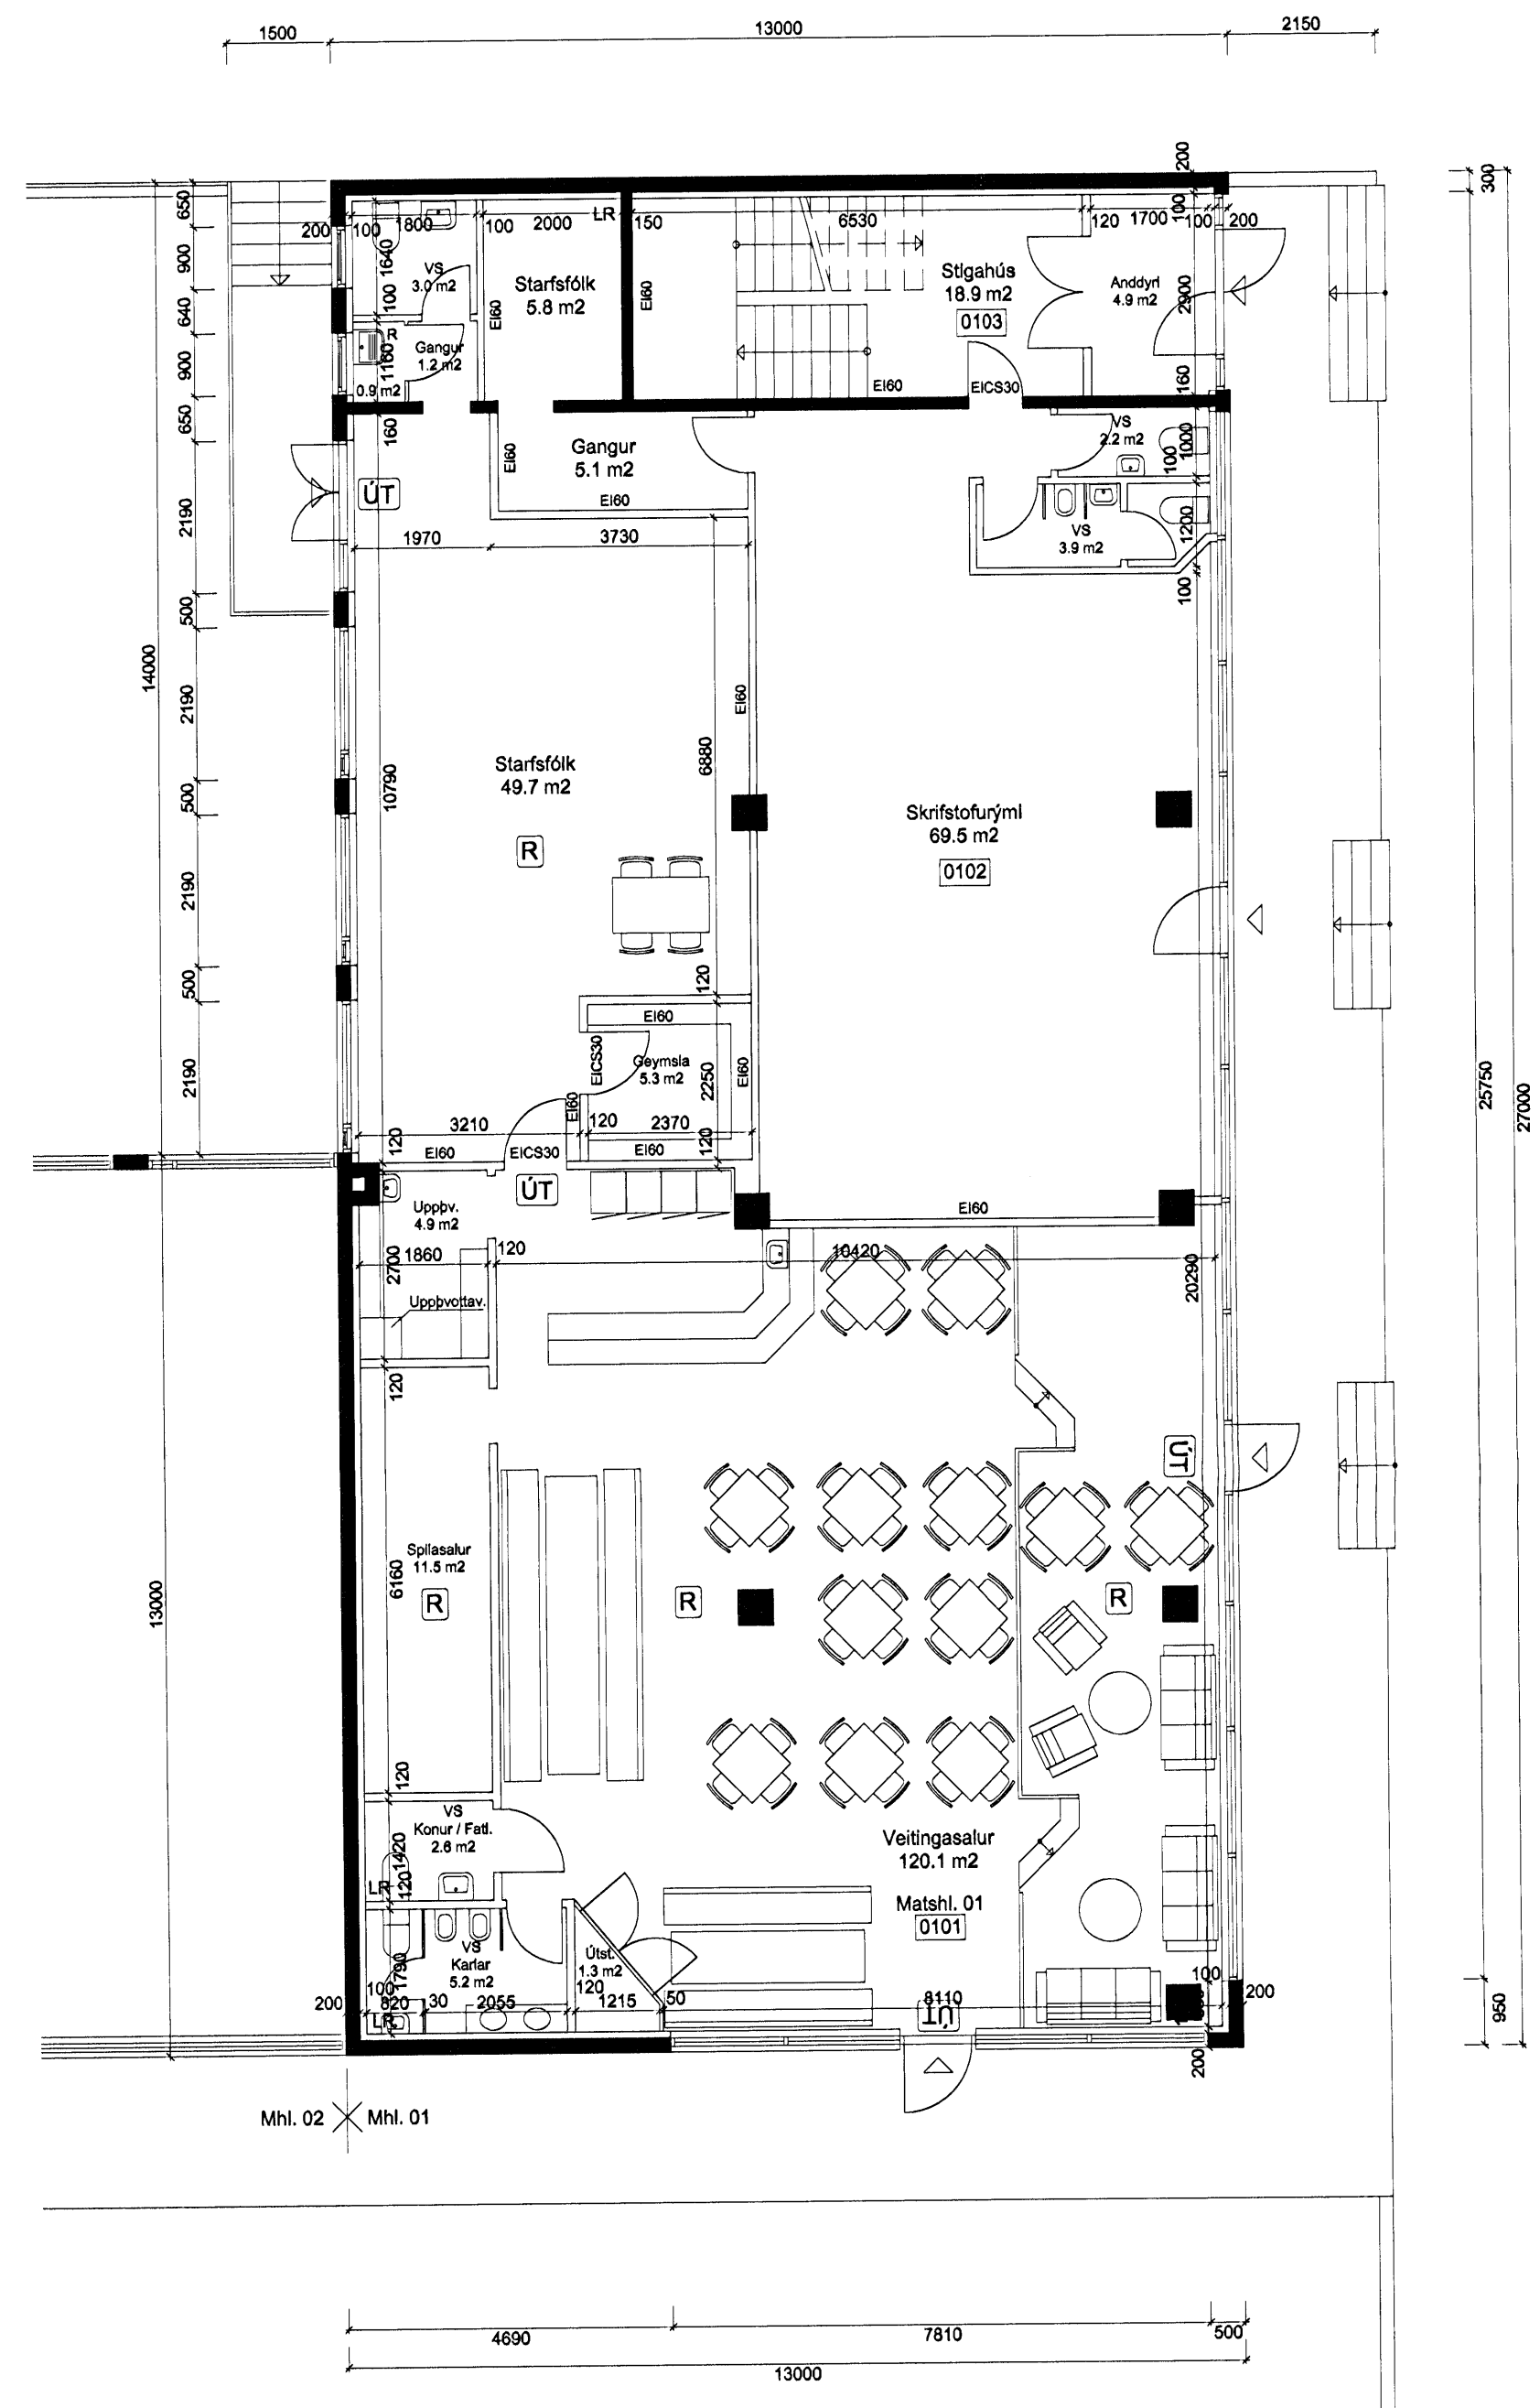 1500
13000
2150
200
300
650
200
100
1800
100
2000
LR
150
6530
120
1700
100
100
200
900
1640
VS
3.0 m2
Starfsfólk
5.8 m2
EI60
EI60
Stigahús
18.9 m2
0103
Anddyri
4.9 m2
2900
640
100
R
Gangur
1.2 m2
1160
900
0.9 m2
EI60
EICS30
160
650
160
Gangur
5.1 m2
EI60
EI60
VS
2.2 m2
1000
100
ÚT
2190
1970
3730
VS
3.9 m2
1200
100
500
14000
2190
EI60
6880
Starfsfólk
49.7 m2
10790
500
Skrifstofurými
69.5 m2
0102
R
2190
500
120
EI60
EICS30
Geymsla
5.3 m2
2250
EI60
2190
25750
27000
EI60
3210
120
2370
120
EI60
EICS30
EI60
120
ÚT
Uppþv.
4.9 m2
EI60
1860
120
10420
2700
20290
Uppþvottav.
120
ÚT
Spilasalur
11.5 m2
6160
R
R
R
13000
120
VS
Konur / Fatl.
2.6 m2
1420
Veitingasalur
120.1 m2
LR
120
Matshl. 01
0101
VS
Karlar
5.2 m2
1790
Útst.
1.3 m2
120
100
200
820
30
2055
1215
50
8110
100
200
LR
ÚT
950
200
Mhl. 02
Mhl. 01
4690
7810
500
13000